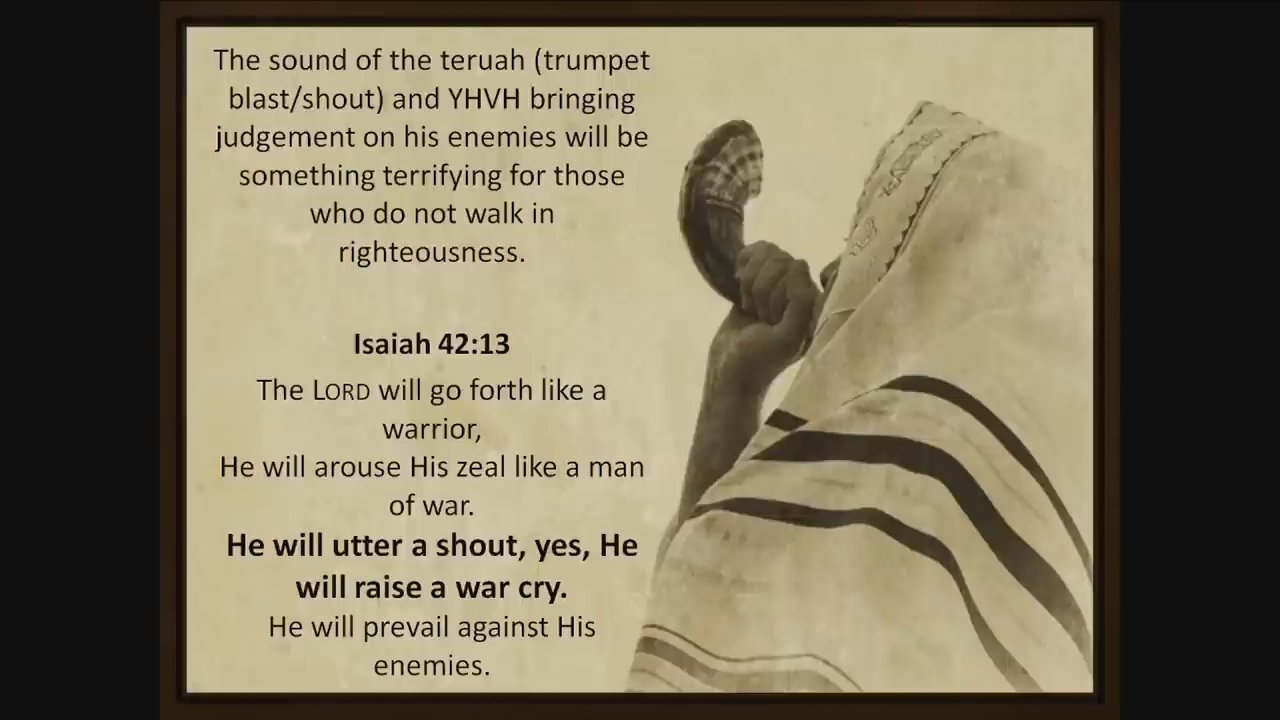 The sound of the teruah (trumpet
blast/shout) and YHVH bringing
judgement on his enemies will be
something terrifying for those
who do not walk in
righteousness.
Isaiah 42:13
The LORD will go forth like a
warrior,
He will arouse His zeal like a man
of war.
He will utter a shout, yes, He
will raise a war cry.
He will prevail against His
enemies.